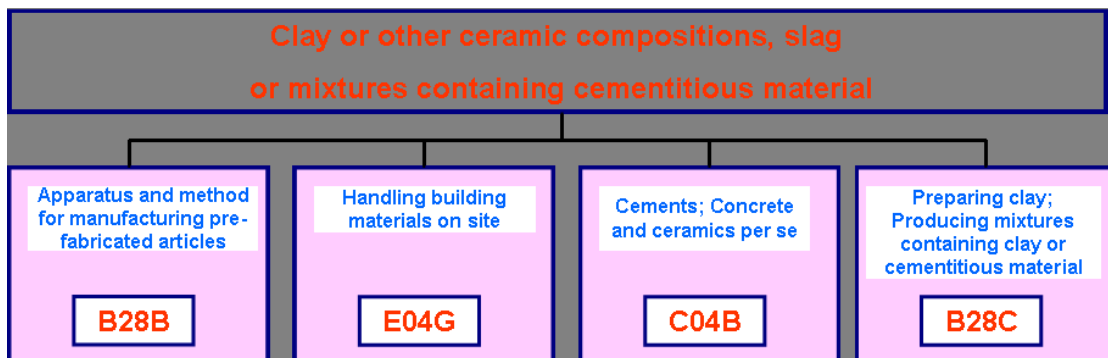 Clay or other ceramic compositions, slag
or mixtures containing cementitious material
Apparatus and method
for manufacturing pre-
fabricated articles
B28B
Handling building
materials on site
E04G
Cements; Concrete
and ceramics per se
C04B
Preparing clay;
Producing mixtures
containing clay or
cementitious material
B28C